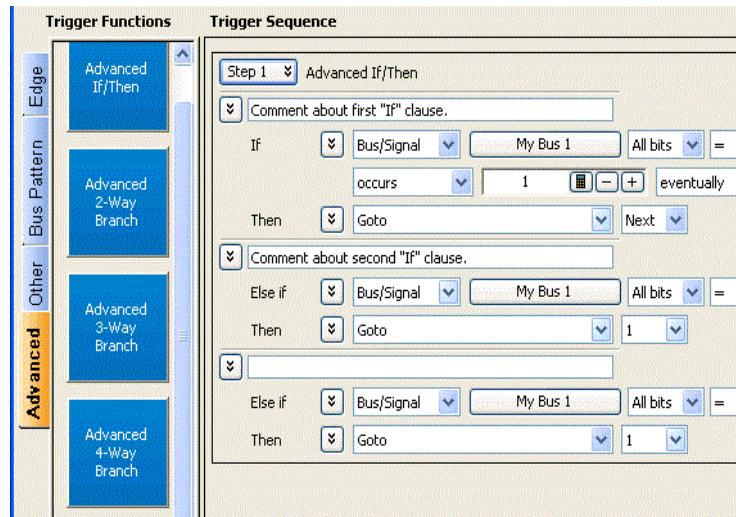 Trigger Functions
Trigger Sequence
Edge
Bus Pattern
Other
Advanced
Advanced
If/Then
Advanced
2-Way
Branch
Advanced
3-Way
Branch
Advanced
4-Way
Branch
Step 1 Advanced If/Then
Comment about first "If" clause.
If Bus/Signal My Bus 1 All bits =
occurs 1 - + eventually
Then Goto Next
Comment about second "If" clause.
Else if Bus/Signal My Bus 1 All bits =
Then Goto 1
Else if Bus/Signal My Bus 1 All bits =
Then Goto 1